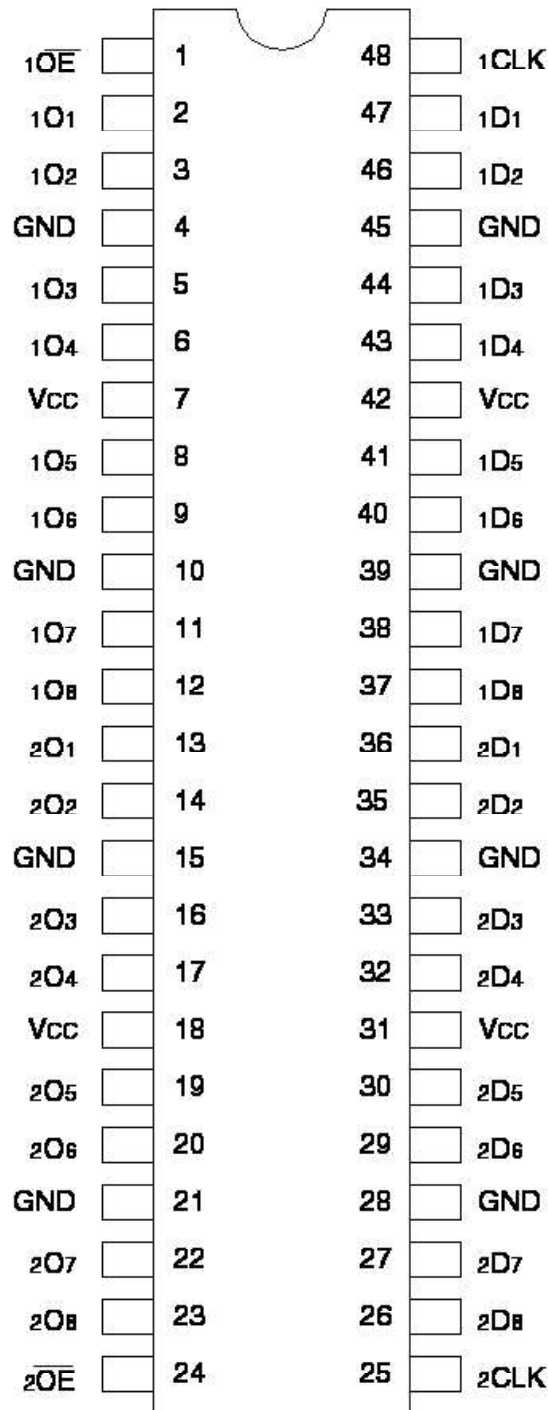 1O̅E̅ 1 48 1CLK
1O1 2 47 1D1
1O2 3 46 1D2
GND 4 45 GND
1O3 5 44 1D3
1O4 6 43 1D4
VCC 7 42 VCC
1O5 8 41 1D5
1O6 9 40 1D6
GND 10 39 GND
1O7 11 38 1D7
1O8 12 37 1D8
2O1 13 36 2D1
2O2 14 35 2D2
GND 15 34 GND
2O3 16 33 2D3
2O4 17 32 2D4
VCC 18 31 VCC
2O5 19 30 2D5
2O6 20 29 2D6
GND 21 28 GND
2O7 22 27 2D7
2O8 23 26 2D8
2O̅E̅ 24 25 2CLK